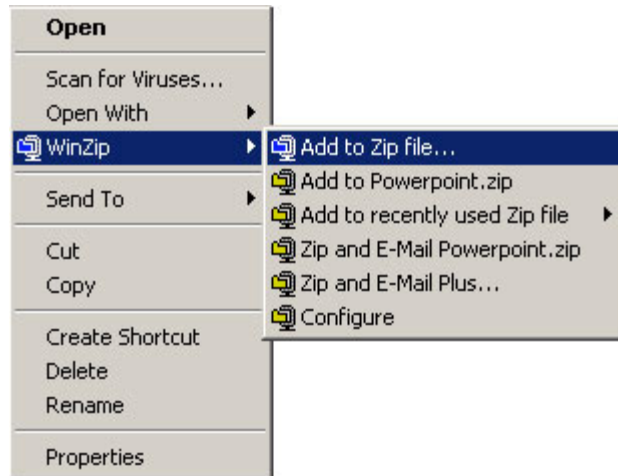 Open
Scan for Viruses...
Open With
WinZip
Send To
Cut
Copy
Create Shortcut
Delete
Rename
Properties
Add to Zip file...
Add to Powerpoint.zip
Add to recently used Zip file
Zip and E-Mail Powerpoint.zip
Zip and E-Mail Plus...
Configure